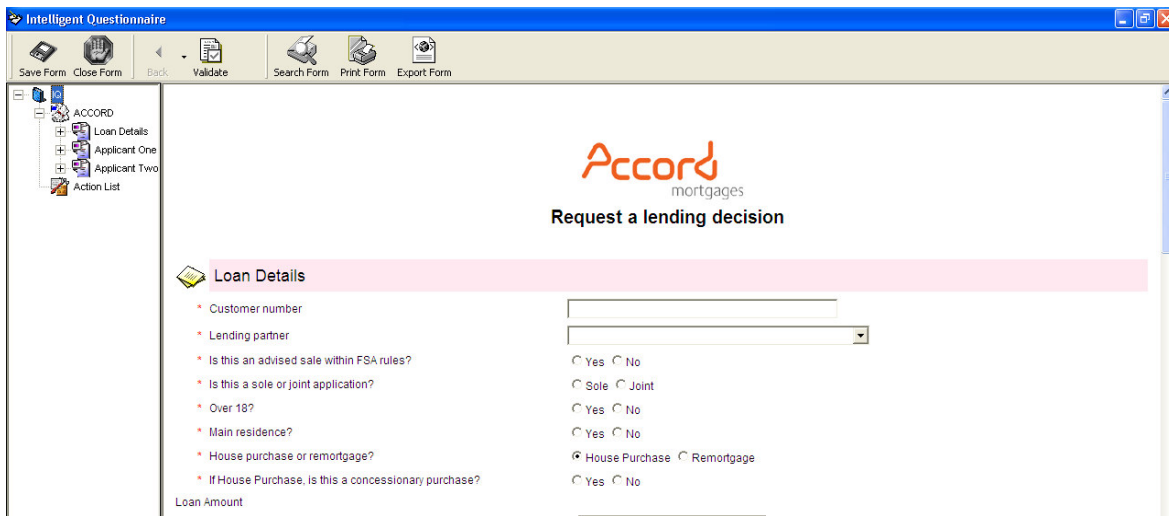 Intelligent Questionnaire
Save Form Close Form Back Validate Search Form Print Form Export Form
IQ
ACCORD
Loan Details
Applicant One
Applicant Two
Action List
Accord
mortgages
Request a lending decision
Loan Details
* Customer number
* Lending partner
* Is this an advised sale within FSA rules? Yes No
* Is this a sole or joint application? Sole Joint
* Over 18? Yes No
* Main residence? Yes No
* House purchase or remortgage? House Purchase Remortgage
* If House Purchase, is this a concessionary purchase? Yes No
Loan Amount